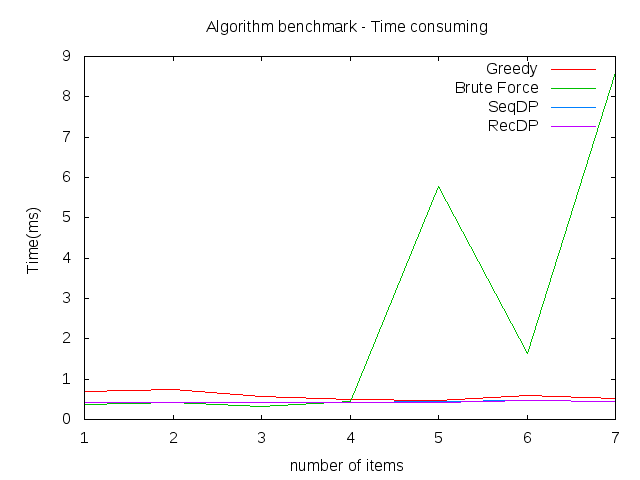 Algorithm benchmark - Time consuming
9
8
7
6
5
4
3
2
1
0
Time(ms)
Greedy
Brute Force
SeqDP
RecDP
1 2 3 4 5 6 7
number of items